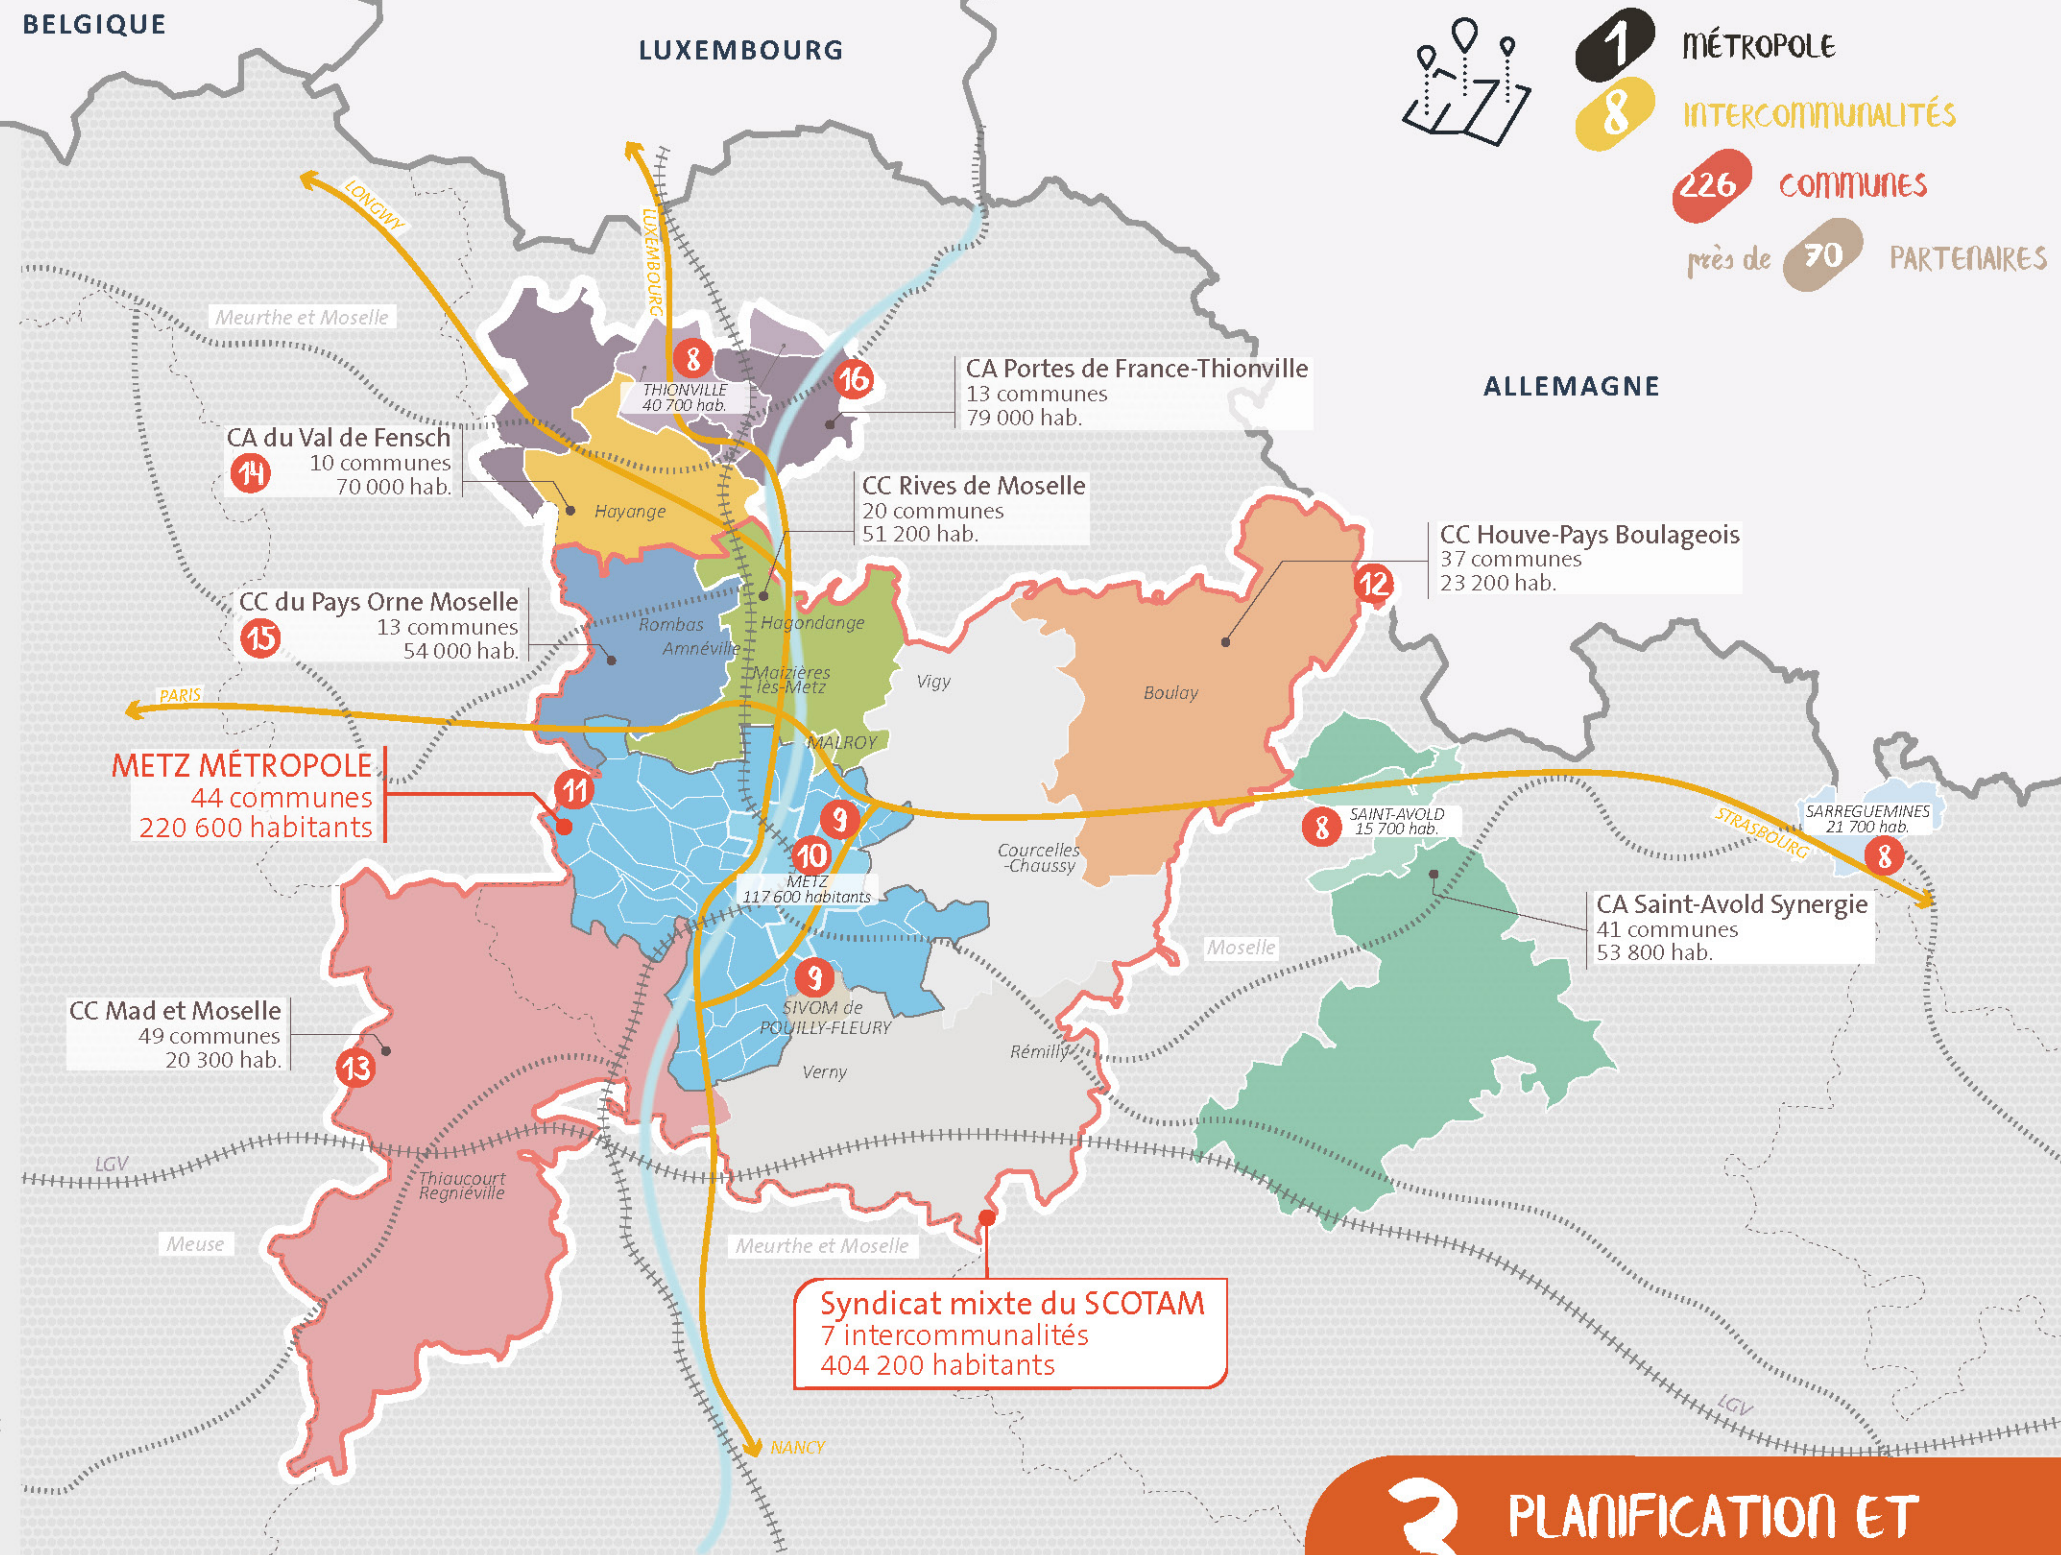 BELGIQUE
LUXEMBOURG
1 MÉTROPOLE
8 INTERCOMMUNALITÉS
226 COMMUNES
près de 70 PARTENAIRES
LONGWY
LUXEMBOURG
Meurthe et Moselle
8
THIONVILLE
40 700 hab.
16
CA Portes de France-Thionville
13 communes
79 000 hab.
ALLEMAGNE
CA du Val de Fensch
14
10 communes
70 000 hab.
Hayange
CC Rives de Moselle
20 communes
51 200 hab.
CC Houve-Pays Boulageois
37 communes
23 200 hab.
12
CC du Pays Orne Moselle
15
13 communes
54 000 hab.
Rombas
Amnéville
Hagondange
Maizières
lès-Metz
Vigy
Boulay
PARIS
MALROY
METZ MÉTROPOLE
44 communes
220 600 habitants
11
9
10
METZ
117 600 habitants
Courcelles
-Chaussy
8
SAINT-AVOLD
15 700 hab.
STRASBOURG
SARREGUEMINES
21 700 hab.
8
CA Saint-Avold Synergie
41 communes
53 800 hab.
Moselle
9
SIVOM de
POUILLY-FLEURY
CC Mad et Moselle
49 communes
20 300 hab.
13
Rémilly
Verny
LGV
Thiaucourt
Regniéville
Meuse
Meurthe et Moselle
Syndicat mixte du SCOTAM
7 intercommunalités
404 200 habitants
LGV
NANCY
3 PLANIFICATION ET